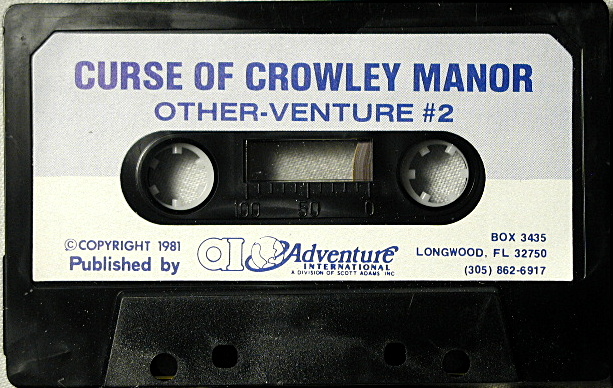 CURSE OF CROWLEY MANOR
OTHER-VENTURE #2
100 50 0
©COPYRIGHT 1981
Published by
ai Adventure
INTERNATIONAL
A DIVISION OF SCOTT ADAMS, INC
BOX 3435
LONGWOOD, FL 32750
(305) 862-6917